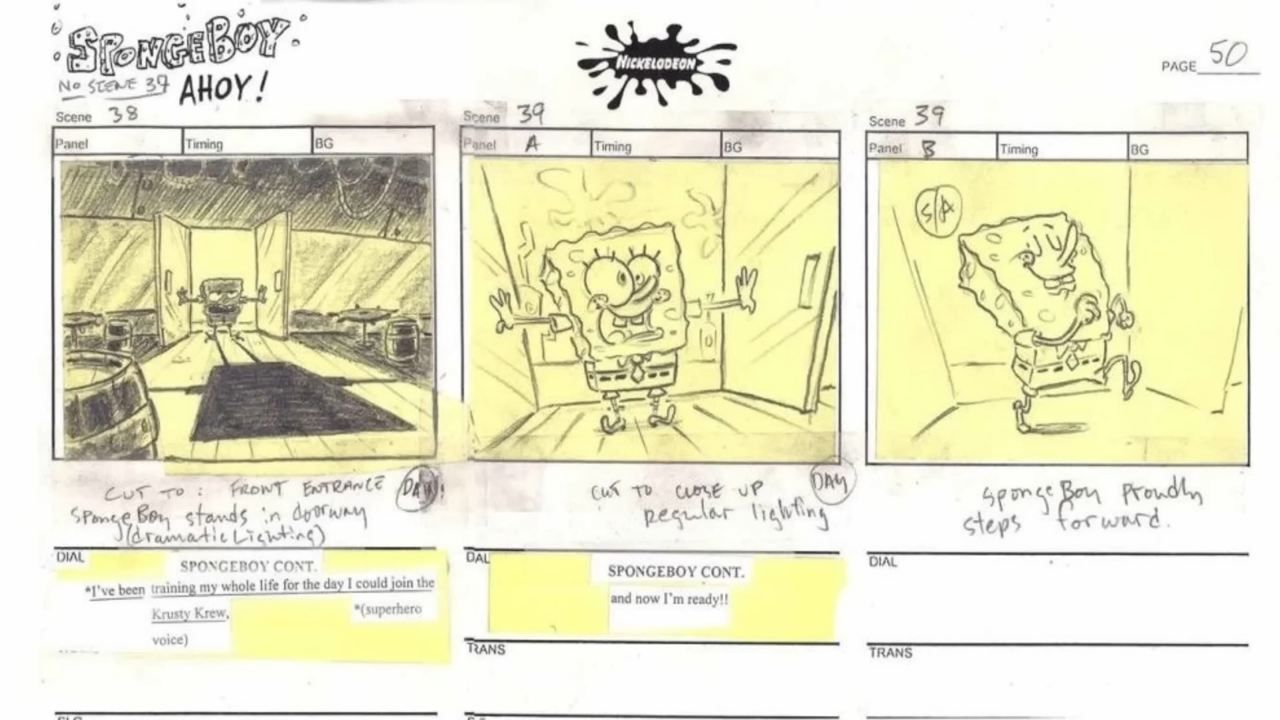 SPONGEBOY
AHOY!
NO SCENE 37
NICKELODEON
PAGE 50
Scene 38
Panel Timing BG
CUT TO: FRONT ENTRANCE DAY
SpongeBoy stands in doorway
(dramatic Lighting)
DIAL
SPONGEBOY CONT.
*I've been training my whole life for the day I could join the
Krusty Krew, *(superhero
voice)
Scene 39
Panel A Timing BG
CUT TO CLOSE UP DAY
regular lighting
DIAL
SPONGEBOY CONT.
and now I'm ready!!
TRANS
Scene 39
Panel B Timing BG
S/A
SpongeBoy Proudly
steps forward.
DIAL
TRANS